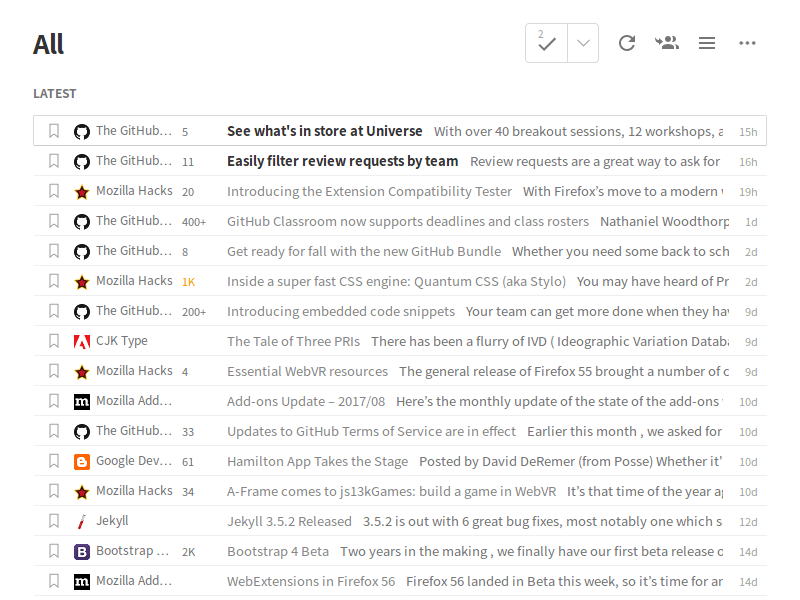 All
2
LATEST
The GitHub… 5 See what's in store at Universe With over 40 breakout sessions, 12 workshops, a 15h
The GitHub… 11 Easily filter review requests by team Review requests are a great way to ask for 16h
Mozilla Hacks 20 Introducing the Extension Compatibility Tester With Firefox's move to a modern 19h
The GitHub… 400+ GitHub Classroom now supports deadlines and class rosters Nathaniel Woodthorp 1d
The GitHub… 8 Get ready for fall with the new GitHub Bundle Whether you need some back to sch 2d
Mozilla Hacks 1K Inside a super fast CSS engine: Quantum CSS (aka Stylo) You may have heard of Pr 2d
The GitHub… 200+ Introducing embedded code snippets Your team can get more done when they hav 9d
CJK Type The Tale of Three PRIs There has been a flurry of IVD ( Ideographic Variation Databa 9d
Mozilla Hacks 4 Essential WebVR resources The general release of Firefox 55 brought a number of c 9d
Mozilla Add… Add-ons Update – 2017/08 Here's the monthly update of the state of the add-ons 10d
The GitHub… 33 Updates to GitHub Terms of Service are in effect Earlier this month , we asked for 10d
Google Dev… 61 Hamilton App Takes the Stage Posted by David DeRemer (from Posse) Whether it' 10d
Mozilla Hacks 34 A-Frame comes to js13kGames: build a game in WebVR It's that time of the year ag 10d
Jekyll Jekyll 3.5.2 Released 3.5.2 is out with 6 great bug fixes, most notably one which s 12d
Bootstrap … 2K Bootstrap 4 Beta Two years in the making , we finally have our first beta release o 14d
Mozilla Add… WebExtensions in Firefox 56 Firefox 56 landed in Beta this week, so it's time for an 14d